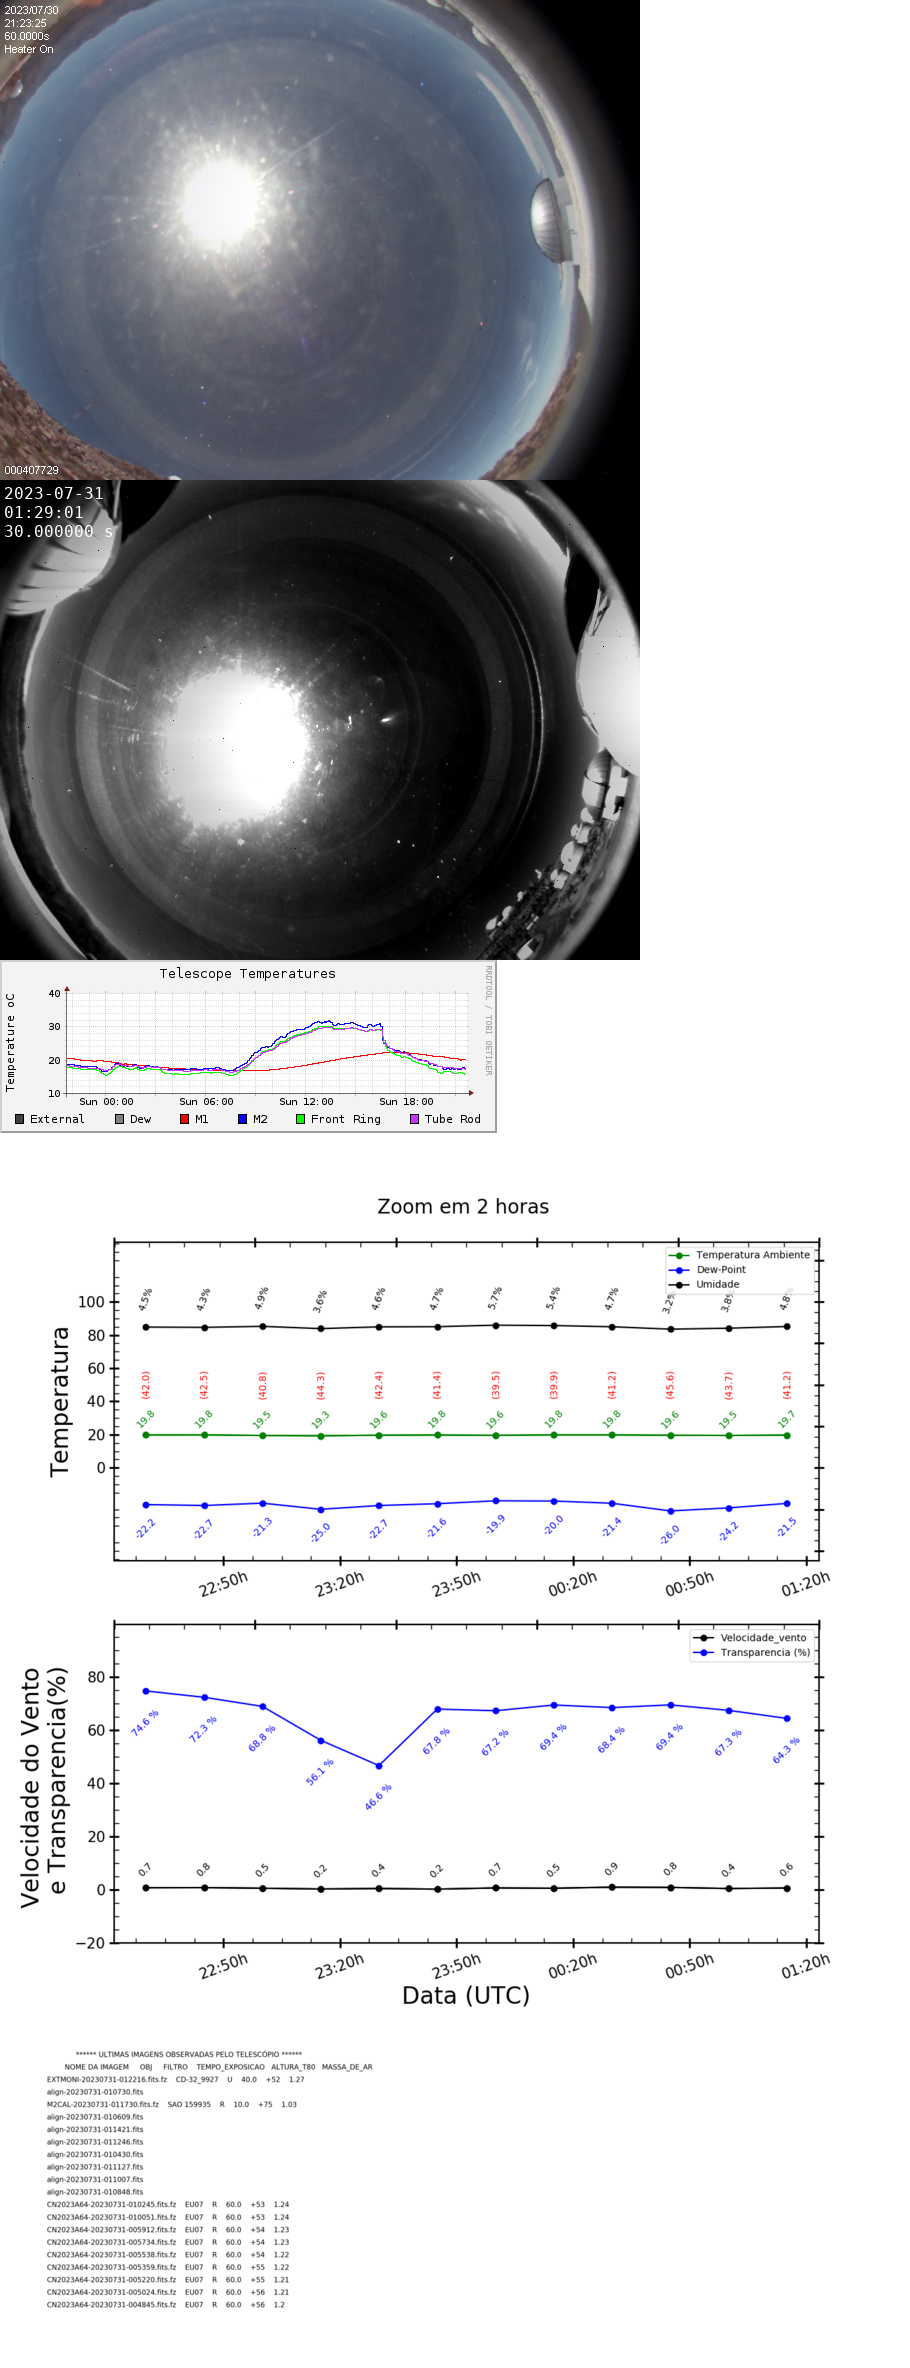 2023/07/30
21:23:25
60.0000s
Heater On
000407729
2023-07-31
01:29:01
30.000000 s
Telescope Temperatures
RRDTOOL / TOBI OETIKER
Temperature oC
40
30
20
10
Sun 00:00 Sun 06:00 Sun 12:00 Sun 18:00
External Dew M1 M2 Front Ring Tube Rod
Zoom em 2 horas
Temperatura Ambiente
Dew-Point
Umidade
Temperatura
100
80
60
40
20
0
4.5% 4.3% 4.9% 3.6% 4.6% 4.7% 5.7% 5.4% 4.7% 3.2% 3.8% 4.8%
(42.0) (42.5) (40.8) (44.3) (42.4) (41.4) (39.5) (39.9) (41.2) (45.6) (43.7) (41.2)
19.8 19.8 19.5 19.3 19.6 19.8 19.6 19.8 19.8 19.6 19.5 19.7
-22.2 -22.7 -21.3 -25.0 -22.7 -21.6 -19.9 -20.0 -21.4 -26.0 -24.2 -21.5
22:50h 23:20h 23:50h 00:20h 00:50h 01:20h
Velocidade_vento
Transparencia (%)
Velocidade do Vento
e Transparencia(%)
80
60
40
20
0
−20
74.6 % 72.3 % 68.8 % 56.1 % 46.6 % 67.8 % 67.2 % 69.4 % 68.4 % 69.4 % 67.3 % 64.3 %
0.7 0.8 0.5 0.2 0.4 0.2 0.7 0.5 0.9 0.8 0.4 0.6
22:50h 23:20h 23:50h 00:20h 00:50h 01:20h
Data (UTC)
****** ULTIMAS IMAGENS OBSERVADAS PELO TELESCÓPIO ******
NOME DA IMAGEM OBJ FILTRO TEMPO_EXPOSICAO ALTURA_T80 MASSA_DE_AR
EXTMONI-20230731-012216.fits.fz CD-32_9927 U 40.0 +52 1.27
align-20230731-010730.fits
M2CAL-20230731-011730.fits.fz SAO 159935 R 10.0 +75 1.03
align-20230731-010609.fits
align-20230731-011421.fits
align-20230731-011246.fits
align-20230731-010430.fits
align-20230731-011127.fits
align-20230731-011007.fits
align-20230731-010848.fits
CN2023A64-20230731-010245.fits.fz EU07 R 60.0 +53 1.24
CN2023A64-20230731-010051.fits.fz EU07 R 60.0 +53 1.24
CN2023A64-20230731-005912.fits.fz EU07 R 60.0 +54 1.23
CN2023A64-20230731-005734.fits.fz EU07 R 60.0 +54 1.23
CN2023A64-20230731-005538.fits.fz EU07 R 60.0 +54 1.22
CN2023A64-20230731-005359.fits.fz EU07 R 60.0 +55 1.22
CN2023A64-20230731-005220.fits.fz EU07 R 60.0 +55 1.21
CN2023A64-20230731-005024.fits.fz EU07 R 60.0 +56 1.21
CN2023A64-20230731-004845.fits.fz EU07 R 60.0 +56 1.2